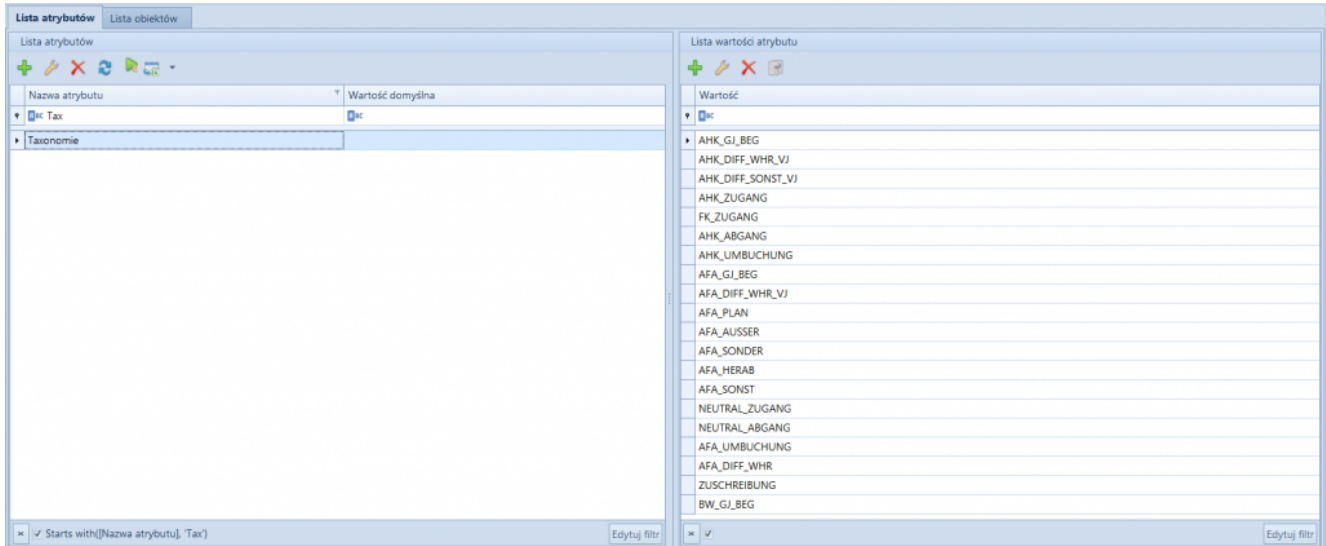 Lista atrybutów Lista obiektów
Lista atrybutów
Nazwa atrybutu Wartość domyślna
Tax
Taxonomie
Starts with([Nazwa atrybutu], 'Tax') Edytuj filtr
Lista wartości atrybutu
Wartość
AHK_GJ_BEG
AHK_DIFF_WHR_VJ
AHK_DIFF_SONST_VJ
AHK_ZUGANG
FK_ZUGANG
AHK_ABGANG
AHK_UMBUCHUNG
AFA_GJ_BEG
AFA_DIFF_WHR_VJ
AFA_PLAN
AFA_AUSSER
AFA_SONDER
AFA_HERAB
AFA_SONST
NEUTRAL_ZUGANG
NEUTRAL_ABGANG
AFA_UMBUCHUNG
AFA_DIFF_WHR
ZUSCHREIBUNG
BW_GJ_BEG
Edytuj filtr